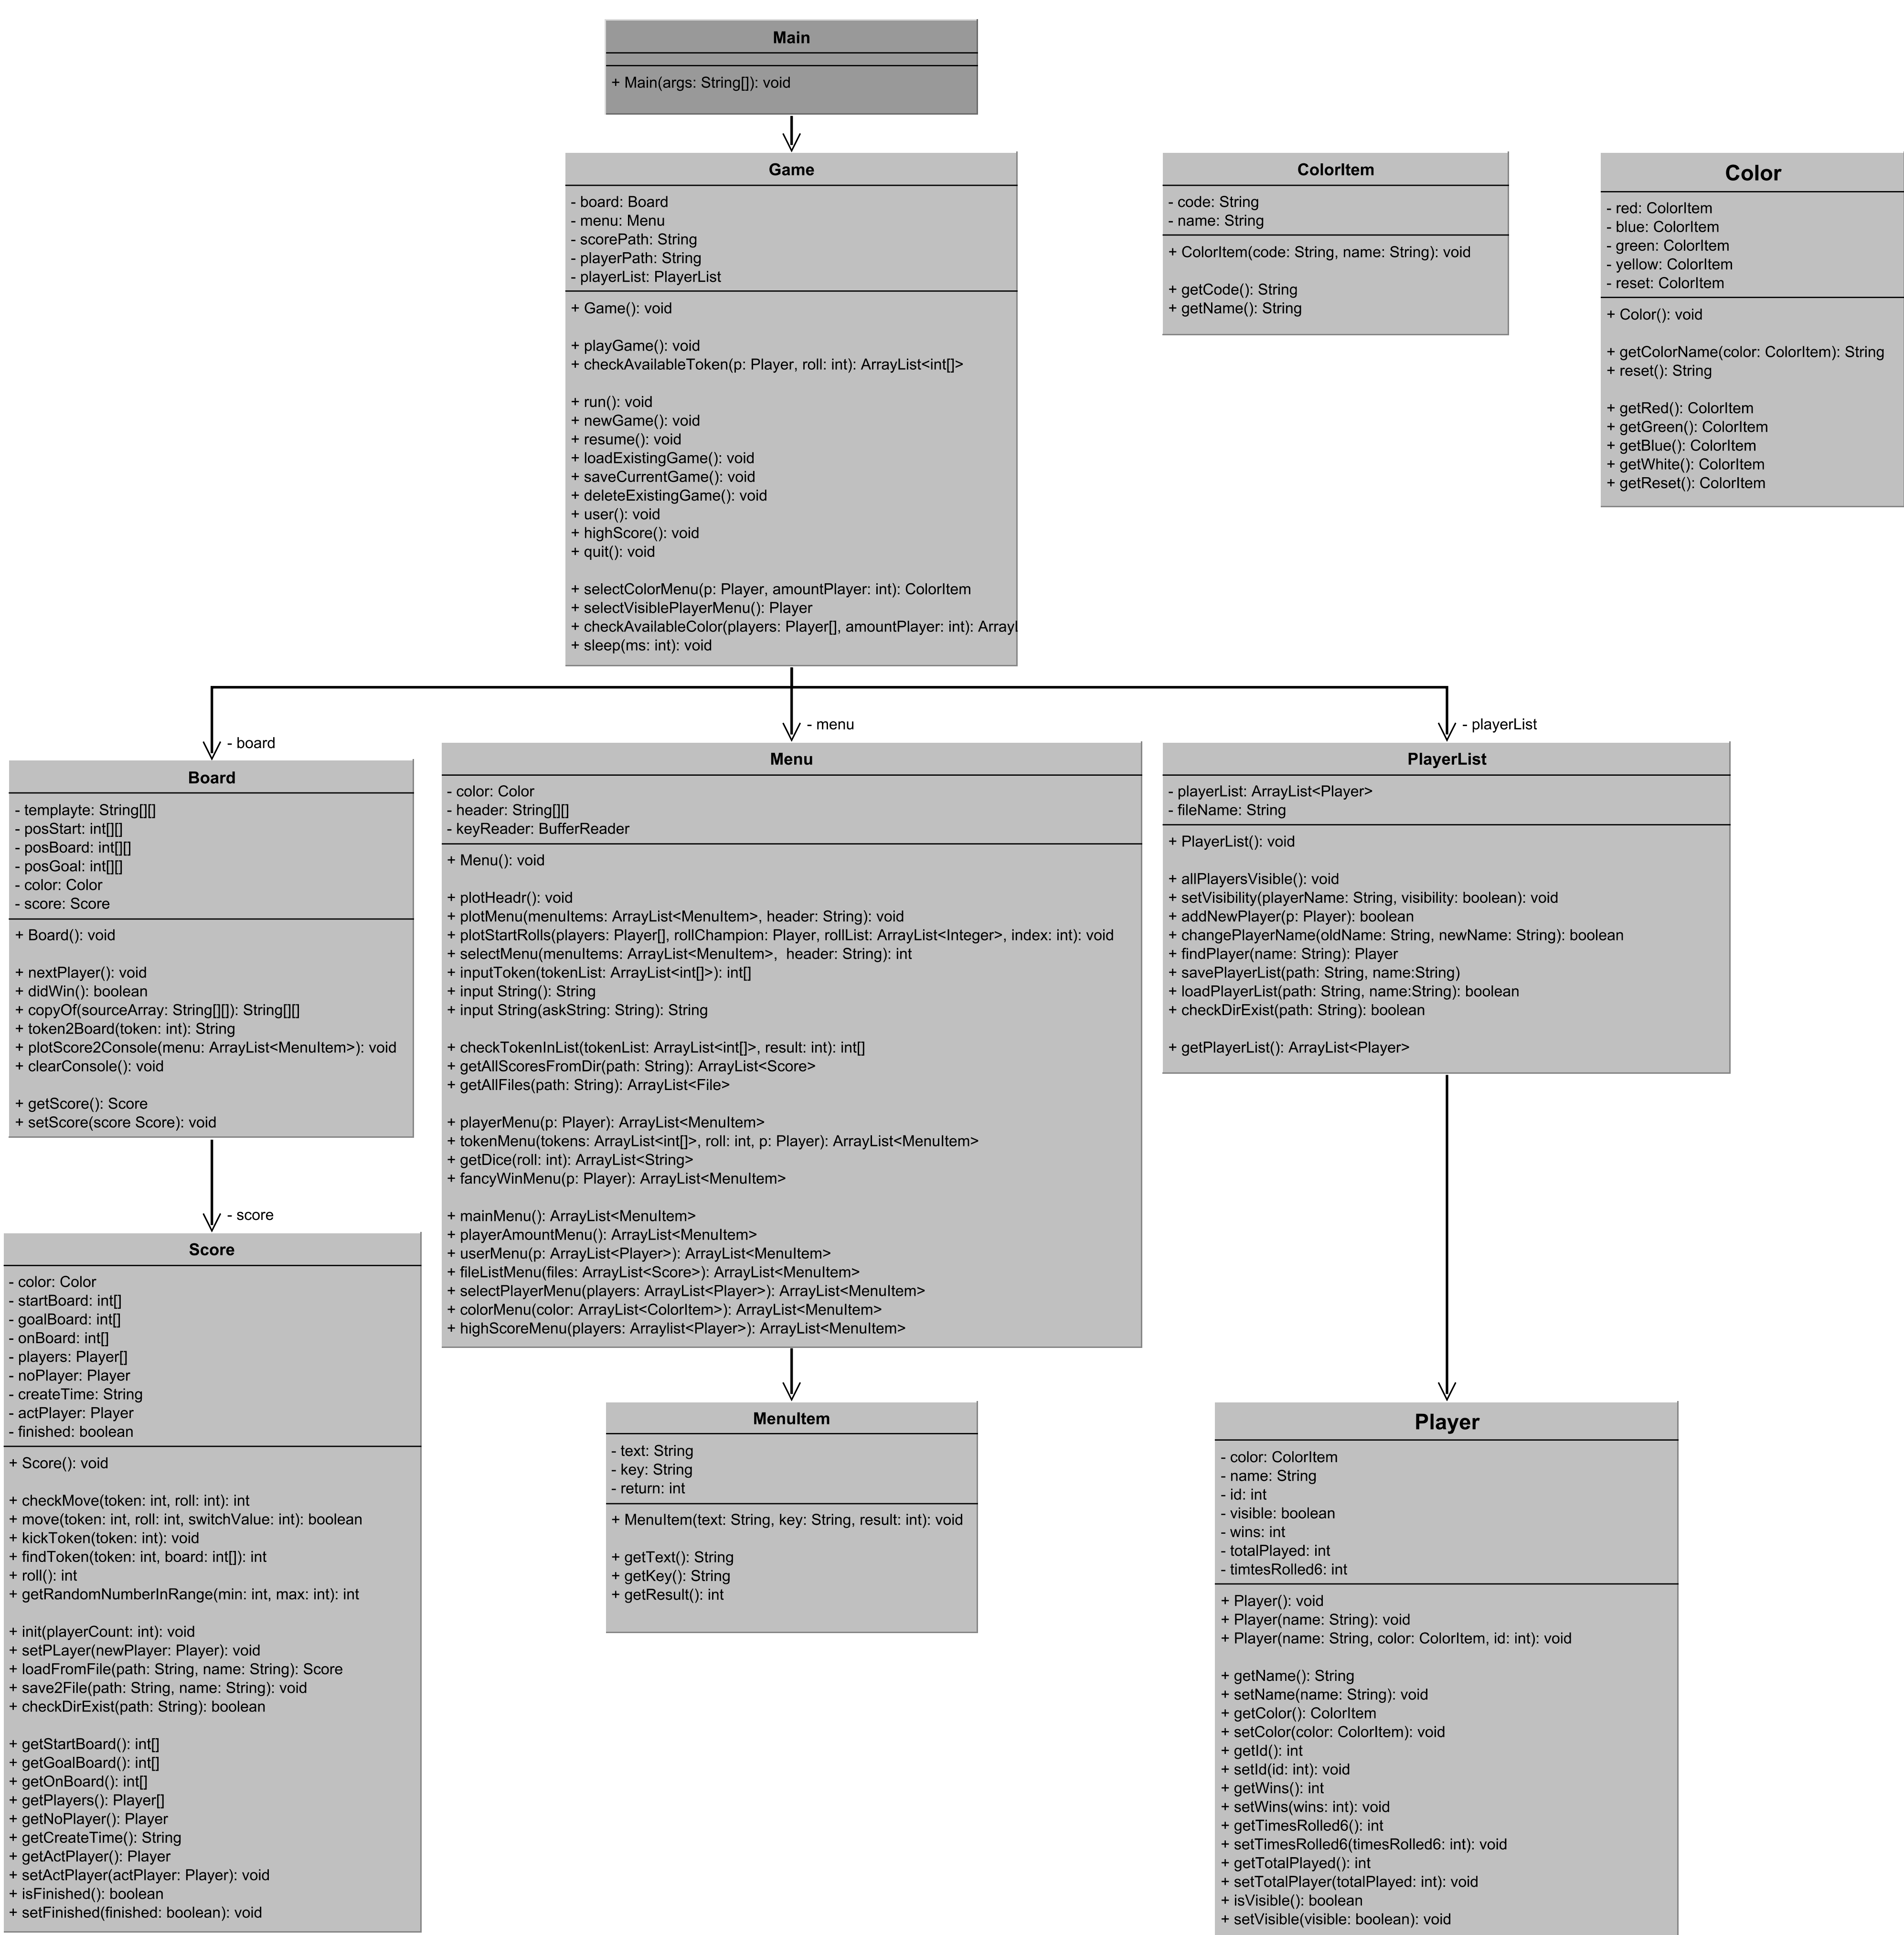 Main
+ Main(args: String[]): void
Game
- board: Board
- menu: Menu
- scorePath: String
- playerPath: String
- playerList: PlayerList
+ Game(): void
+ playGame(): void
+ checkAvailableToken(p: Player, roll: int): ArrayList<int[]>
+ run(): void
+ newGame(): void
+ resume(): void
+ loadExistingGame(): void
+ saveCurrentGame(): void
+ deleteExistingGame(): void
+ user(): void
+ highScore(): void
+ quit(): void
+ selectColorMenu(p: Player, amountPlayer: int): ColorItem
+ selectVisiblePlayerMenu(): Player
+ checkAvailableColor(players: Player[], amountPlayer: int): Arrayl
+ sleep(ms: int): void
ColorItem
- code: String
- name: String
+ ColorItem(code: String, name: String): void
+ getCode(): String
+ getName(): String
Color
- red: ColorItem
- blue: ColorItem
- green: ColorItem
- yellow: ColorItem
- reset: ColorItem
+ Color(): void
+ getColorName(color: ColorItem): String
+ reset(): String
+ getRed(): ColorItem
+ getGreen(): ColorItem
+ getBlue(): ColorItem
+ getWhite(): ColorItem
+ getReset(): ColorItem
- board
- menu
- playerList
Board
- templayte: String[][]
- posStart: int[][]
- posBoard: int[][]
- posGoal: int[][]
- color: Color
- score: Score
+ Board(): void
+ nextPlayer(): void
+ didWin(): boolean
+ copyOf(sourceArray: String[][]): String[][]
+ token2Board(token: int): String
+ plotScore2Console(menu: ArrayList<MenuItem>): void
+ clearConsole(): void
+ getScore(): Score
+ setScore(score Score): void
Menu
- color: Color
- header: String[][]
- keyReader: BufferReader
+ Menu(): void
+ plotHeadr(): void
+ plotMenu(menuItems: ArrayList<MenuItem>, header: String): void
+ plotStartRolls(players: Player[], rollChampion: Player, rollList: ArrayList<Integer>, index: int): void
+ selectMenu(menuItems: ArrayList<MenuItem>,  header: String): int
+ inputToken(tokenList: ArrayList<int[]>): int[]
+ input String(): String
+ input String(askString: String): String
+ checkTokenInList(tokenList: ArrayList<int[]>, result: int): int[]
+ getAllScoresFromDir(path: String): ArrayList<Score>
+ getAllFiles(path: String): ArrayList<File>
+ playerMenu(p: Player): ArrayList<MenuItem>
+ tokenMenu(tokens: ArrayList<int[]>, roll: int, p: Player): ArrayList<MenuItem>
+ getDice(roll: int): ArrayList<String>
+ fancyWinMenu(p: Player): ArrayList<MenuItem>
+ mainMenu(): ArrayList<MenuItem>
+ playerAmountMenu(): ArrayList<MenuItem>
+ userMenu(p: ArrayList<Player>): ArrayList<MenuItem>
+ fileListMenu(files: ArrayList<Score>): ArrayList<MenuItem>
+ selectPlayerMenu(players: ArrayList<Player>): ArrayList<MenuItem>
+ colorMenu(color: ArrayList<ColorItem>): ArrayList<MenuItem>
+ highScoreMenu(players: Arraylist<Player>): ArrayList<MenuItem>
PlayerList
- playerList: ArrayList<Player>
- fileName: String
+ PlayerList(): void
+ allPlayersVisible(): void
+ setVisibility(playerName: String, visibility: boolean): void
+ addNewPlayer(p: Player): boolean
+ changePlayerName(oldName: String, newName: String): boolean
+ findPlayer(name: String): Player
+ savePlayerList(path: String, name:String)
+ loadPlayerList(path: String, name:String): boolean
+ checkDirExist(path: String): boolean
+ getPlayerList(): ArrayList<Player>
- score
Score
- color: Color
- startBoard: int[]
- goalBoard: int[]
- onBoard: int[]
- players: Player[]
- noPlayer: Player
- createTime: String
- actPlayer: Player
- finished: boolean
+ Score(): void
+ checkMove(token: int, roll: int): int
+ move(token: int, roll: int, switchValue: int): boolean
+ kickToken(token: int): void
+ findToken(token: int, board: int[]): int
+ roll(): int
+ getRandomNumberInRange(min: int, max: int): int
+ init(playerCount: int): void
+ setPLayer(newPlayer: Player): void
+ loadFromFile(path: String, name: String): Score
+ save2File(path: String, name: String): void
+ checkDirExist(path: String): boolean
+ getStartBoard(): int[]
+ getGoalBoard(): int[]
+ getOnBoard(): int[]
+ getPlayers(): Player[]
+ getNoPlayer(): Player
+ getCreateTime(): String
+ getActPlayer(): Player
+ setActPlayer(actPlayer: Player): void
+ isFinished(): boolean
+ setFinished(finished: boolean): void
MenuItem
- text: String
- key: String
- return: int
+ MenuItem(text: String, key: String, result: int): void
+ getText(): String
+ getKey(): String
+ getResult(): int
Player
- color: ColorItem
- name: String
- id: int
- visible: boolean
- wins: int
- totalPlayed: int
- timtesRolled6: int
+ Player(): void
+ Player(name: String): void
+ Player(name: String, color: ColorItem, id: int): void
+ getName(): String
+ setName(name: String): void
+ getColor(): ColorItem
+ setColor(color: ColorItem): void
+ getId(): int
+ setId(id: int): void
+ getWins(): int
+ setWins(wins: int): void
+ getTimesRolled6(): int
+ setTimesRolled6(timesRolled6: int): void
+ getTotalPlayed(): int
+ setTotalPlayer(totalPlayed: int): void
+ isVisible(): boolean
+ setVisible(visible: boolean): void